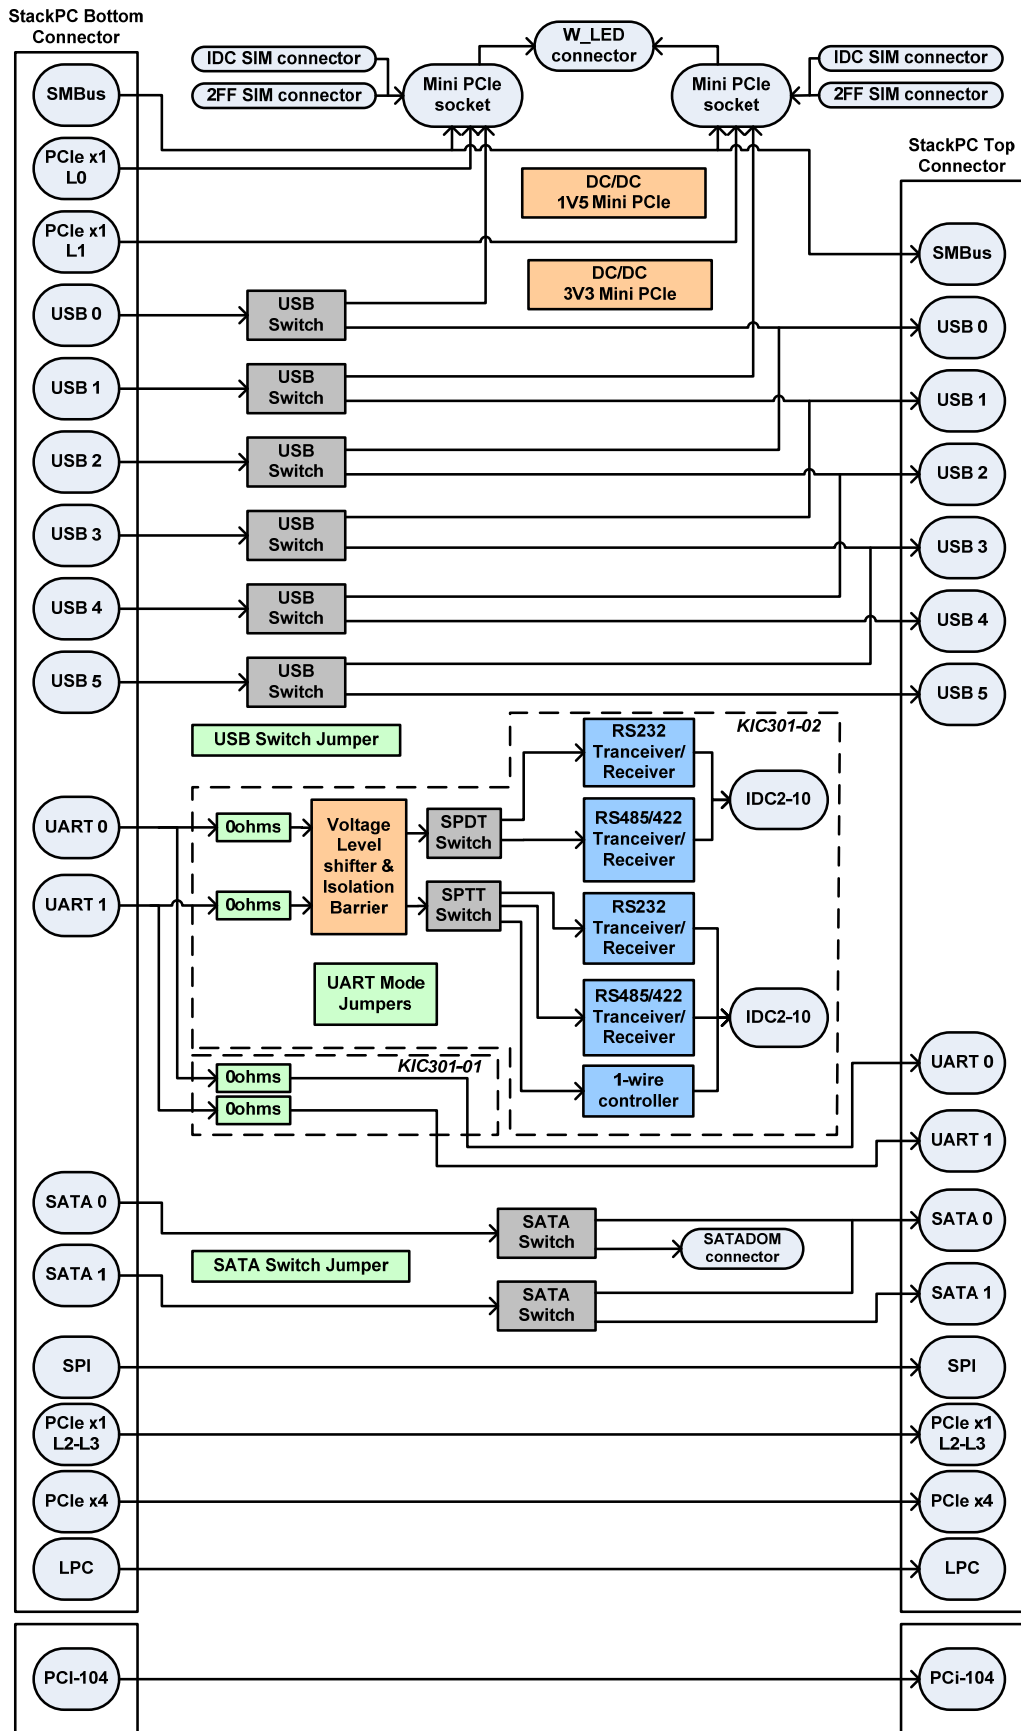 StackPC Bottom
Connector
W_LED
connector
IDC SIM connector
2FF SIM connector
Mini PCIe
socket
Mini PCIe
socket
IDC SIM connector
2FF SIM connector
SMBus
PCIe x1
L0
PCIe x1
L1
DC/DC
1V5 Mini PCIe
DC/DC
3V3 Mini PCIe
StackPC Top
Connector
SMBus
USB 0
USB
Switch
USB 0
USB 1
USB
Switch
USB 1
USB 2
USB
Switch
USB 2
USB 3
USB
Switch
USB 3
USB 4
USB
Switch
USB 4
USB 5
USB
Switch
USB 5
USB Switch Jumper
KIC301-02
UART 0
0ohms
Voltage
Level
shifter &
Isolation
Barrier
SPDT
Switch
RS232
Tranceiver/
Receiver
RS485/422
Tranceiver/
Receiver
IDC2-10
UART 1
0ohms
SPTT
Switch
RS232
Tranceiver/
Receiver
RS485/422
Tranceiver/
Receiver
1-wire
controller
IDC2-10
UART Mode
Jumpers
KIC301-01
0ohms
0ohms
UART 0
UART 1
SATA 0
SATA
Switch
SATADOM
connector
SATA 0
SATA Switch Jumper
SATA 1
SATA
Switch
SATA 1
SPI
SPI
PCIe x1
L2-L3
PCIe x1
L2-L3
PCIe x4
PCIe x4
LPC
LPC
PCI-104
PCi-104